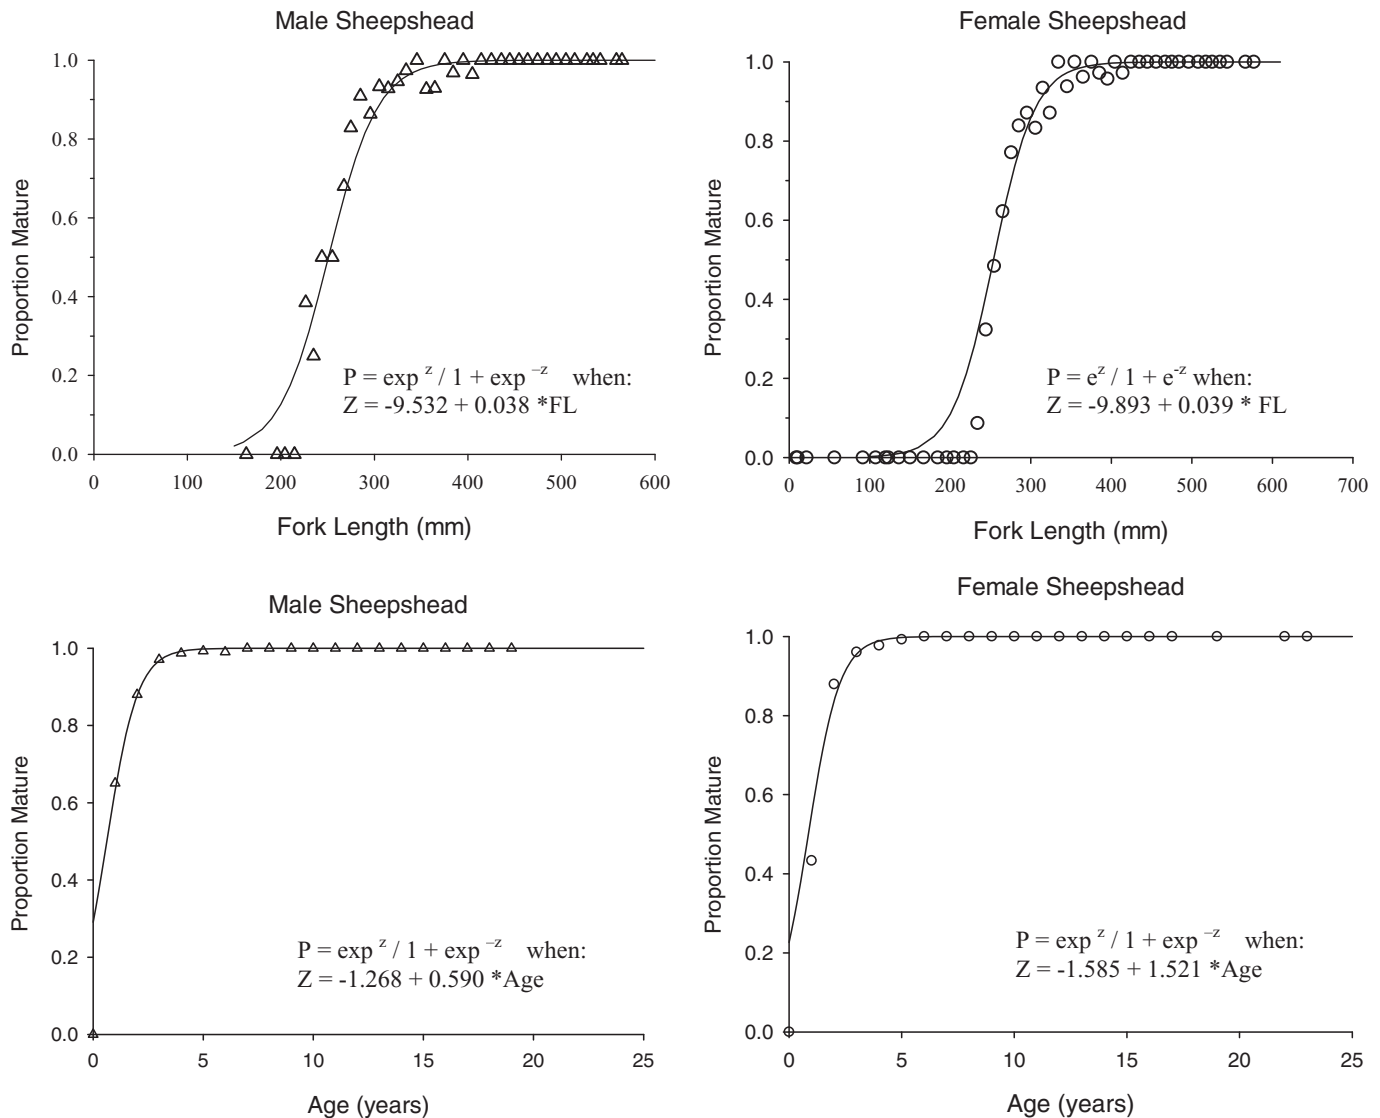 Male Sheepshead
1.0
0.8
0.6
0.4
0.2
0.0
Proportion Mature
P = exp ᶻ / 1 + exp ⁻ᶻ when:
Z = -9.532 + 0.038 *FL
0 100 200 300 400 500 600
Fork Length (mm)
Female Sheepshead
1.0
0.8
0.6
0.4
0.2
0.0
Proportion Mature
P = eᶻ / 1 + e⁻ᶻ when:
Z = -9.893 + 0.039 * FL
0 100 200 300 400 500 600 700
Fork Length (mm)
Male Sheepshead
1.0
0.8
0.6
0.4
0.2
0.0
Proportion Mature
P = exp ᶻ / 1 + exp ⁻ᶻ when:
Z = -1.268 + 0.590 *Age
0 5 10 15 20 25
Age (years)
Female Sheepshead
1.0
0.8
0.6
0.4
0.2
0.0
Proportion Mature
P = exp ᶻ / 1 + exp ⁻ᶻ when:
Z = -1.585 + 1.521 *Age
0 5 10 15 20 25
Age (years)